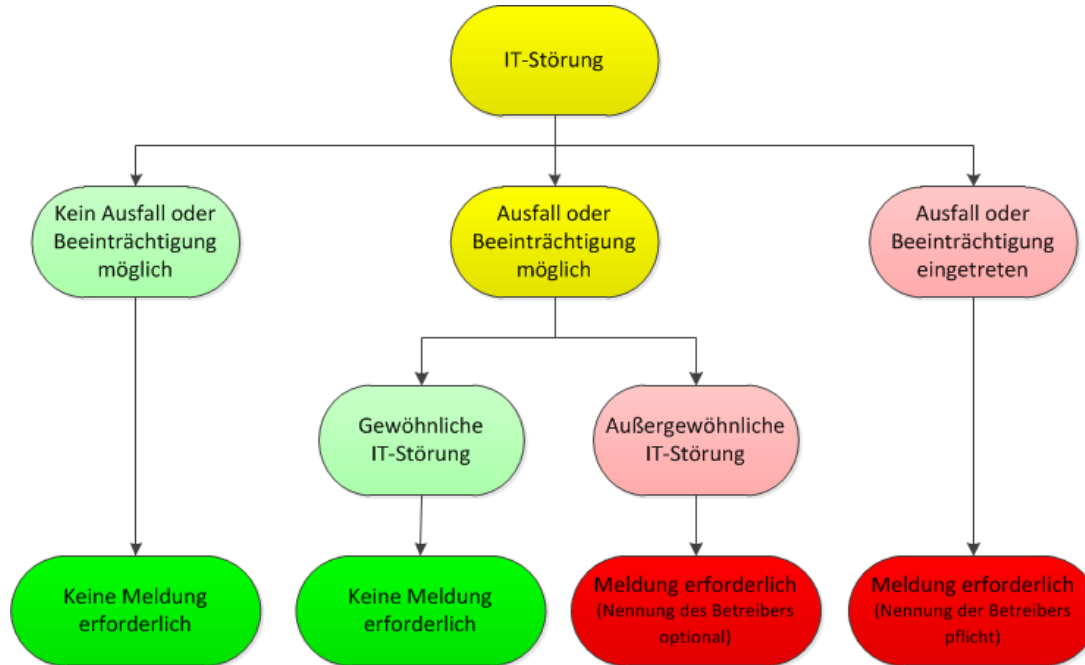 IT-Störung
Kein Ausfall oder
Beeinträchtigung
möglich
Ausfall oder
Beeinträchtigung
möglich
Ausfall oder
Beeinträchtigung
eingetreten
Gewöhnliche
IT-Störung
Außergewöhnliche
IT-Störung
Keine Meldung
erforderlich
Keine Meldung
erforderlich
Meldung erforderlich
(Nennung des Betreibers
optional)
Meldung erforderlich
(Nennung der Betreibers
pflicht)